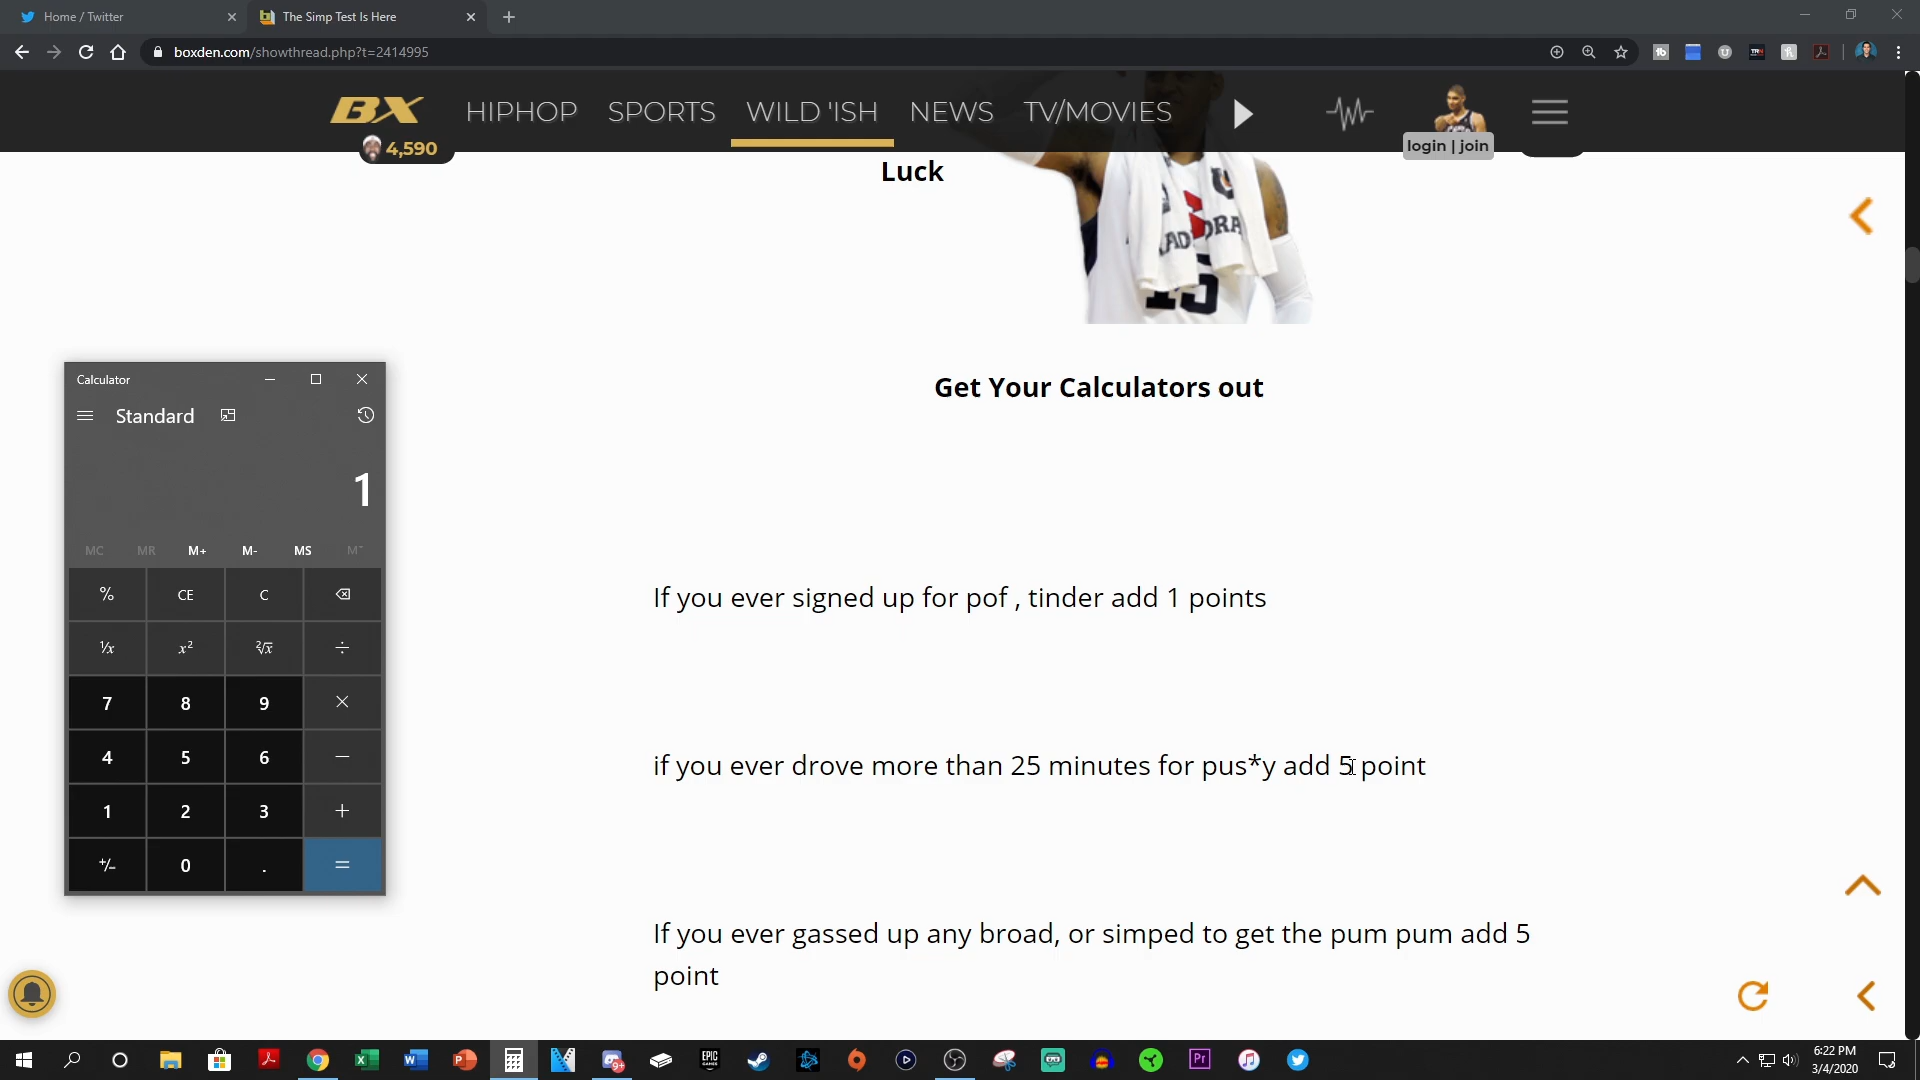 Home / Twitter
The Simp Test Is Here
boxden.com/showthread.php?t=2414995
BX
HIPHOP
SPORTS
WILD 'ISH
NEWS
TV/MOVIES
4,590
login | join
Luck
15
Get Your Calculators out
Calculator
Standard
1
MC MR M+ M- MS
% CE C
¹/x x² ²√x ÷
7 8 9 ×
4 5 6 −
1 2 3 +
+/− 0 . =
If you ever signed up for pof , tinder add 1 points
if you ever drove more than 25 minutes for pus*y add 5 point
If you ever gassed up any broad, or simped to get the pum pum add 5
point
6:22 PM
3/4/2020